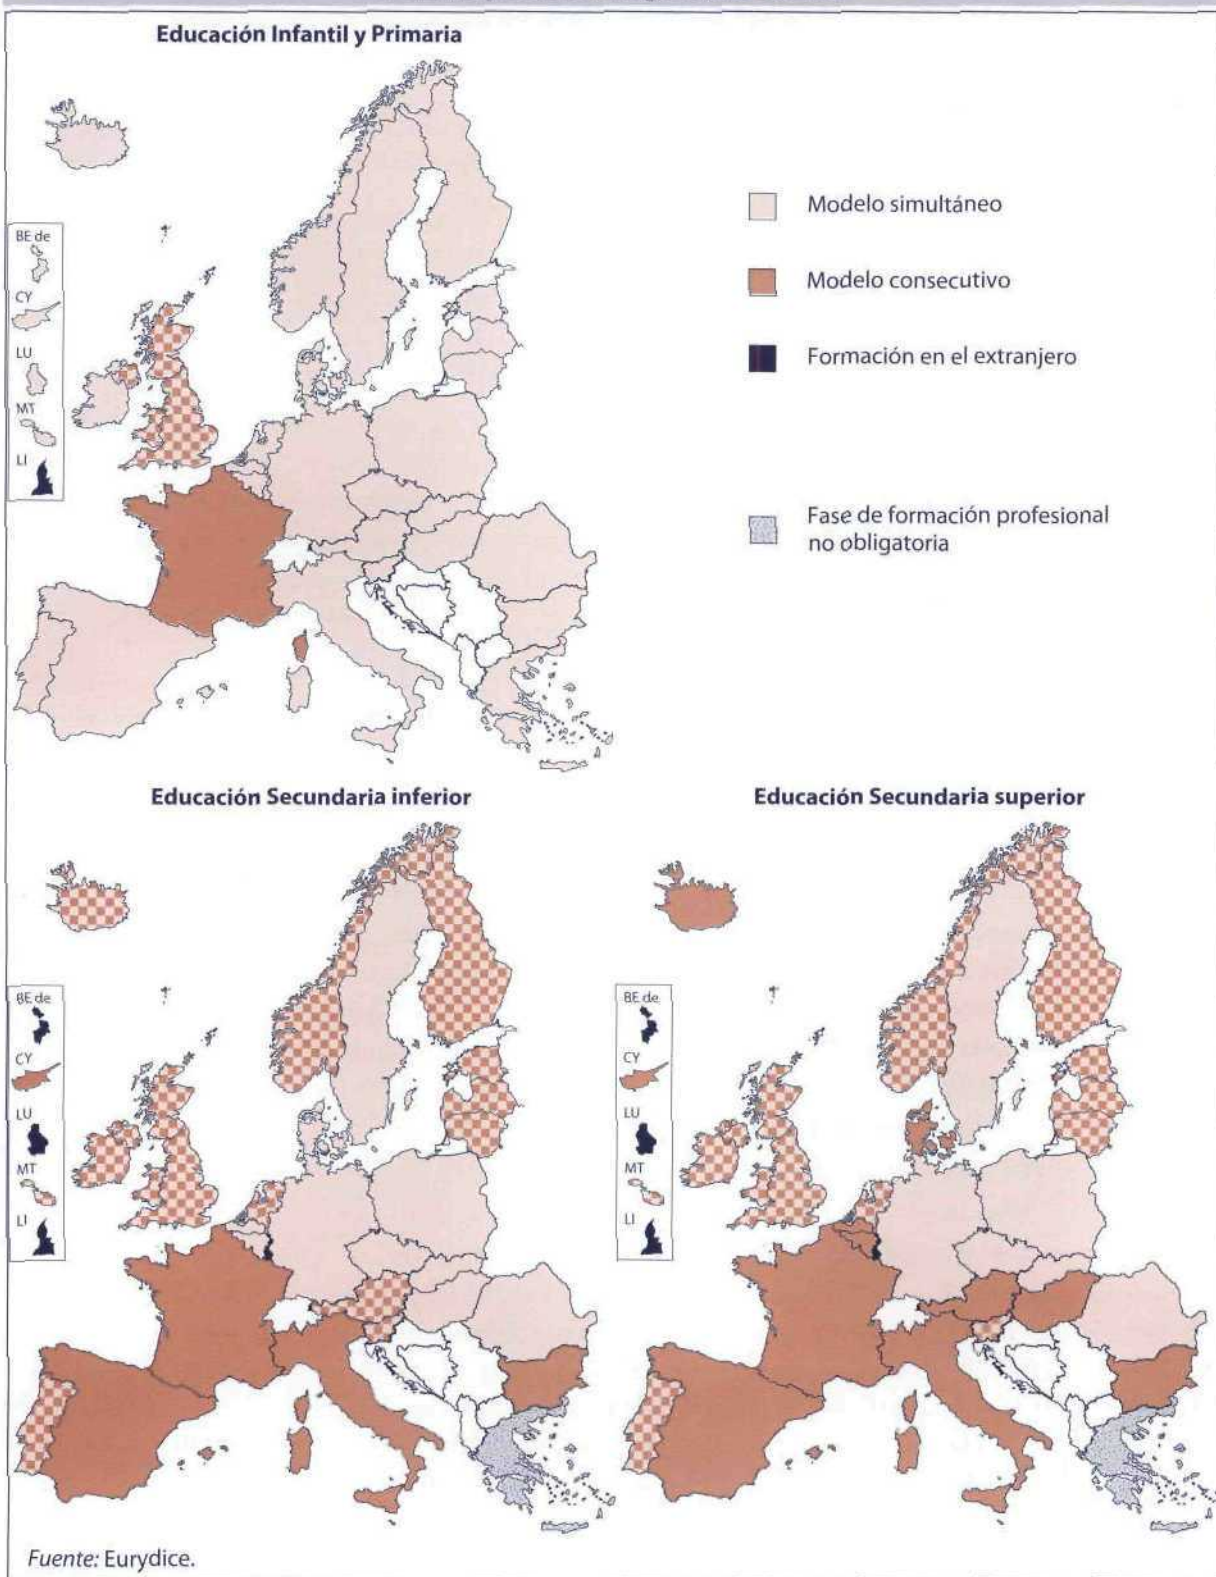 Educación Infantil y Primaria
BE de
CY
LU
MT
LI
Modelo simultáneo
Modelo consecutivo
Formación en el extranjero
Fase de formación profesional
no obligatoria
Educación Secundaria inferior
BE de
CY
LU
MT
LI
Educación Secundaria superior
BE de
CY
LU
MT
LI
Fuente: Eurydice.